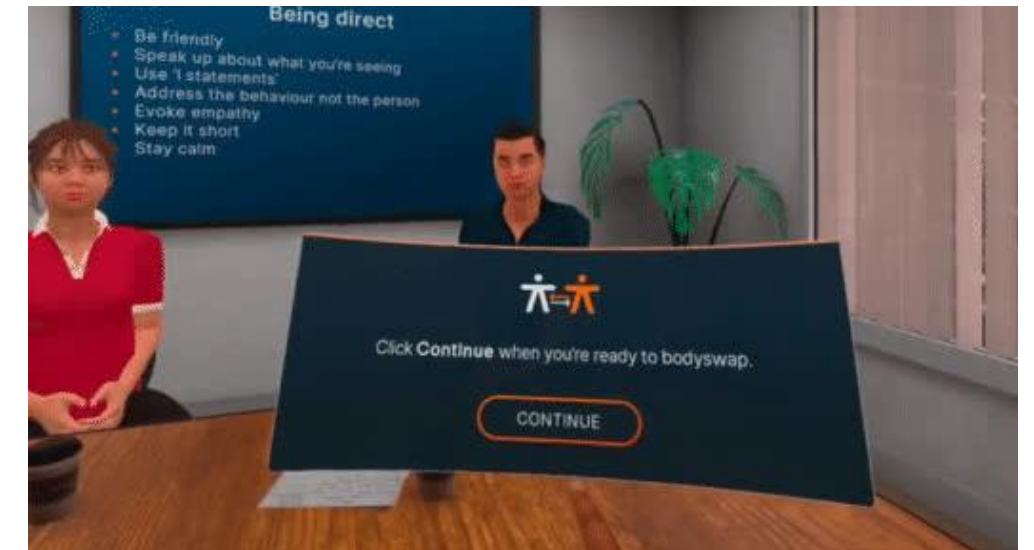 Being direct
Be friendly
Speak up about what you're seeing
Use 'I statements'
Address the behaviour not the person
Evoke empathy
Keep it short
Stay calm
Click Continue when you're ready to bodyswap.
CONTINUE